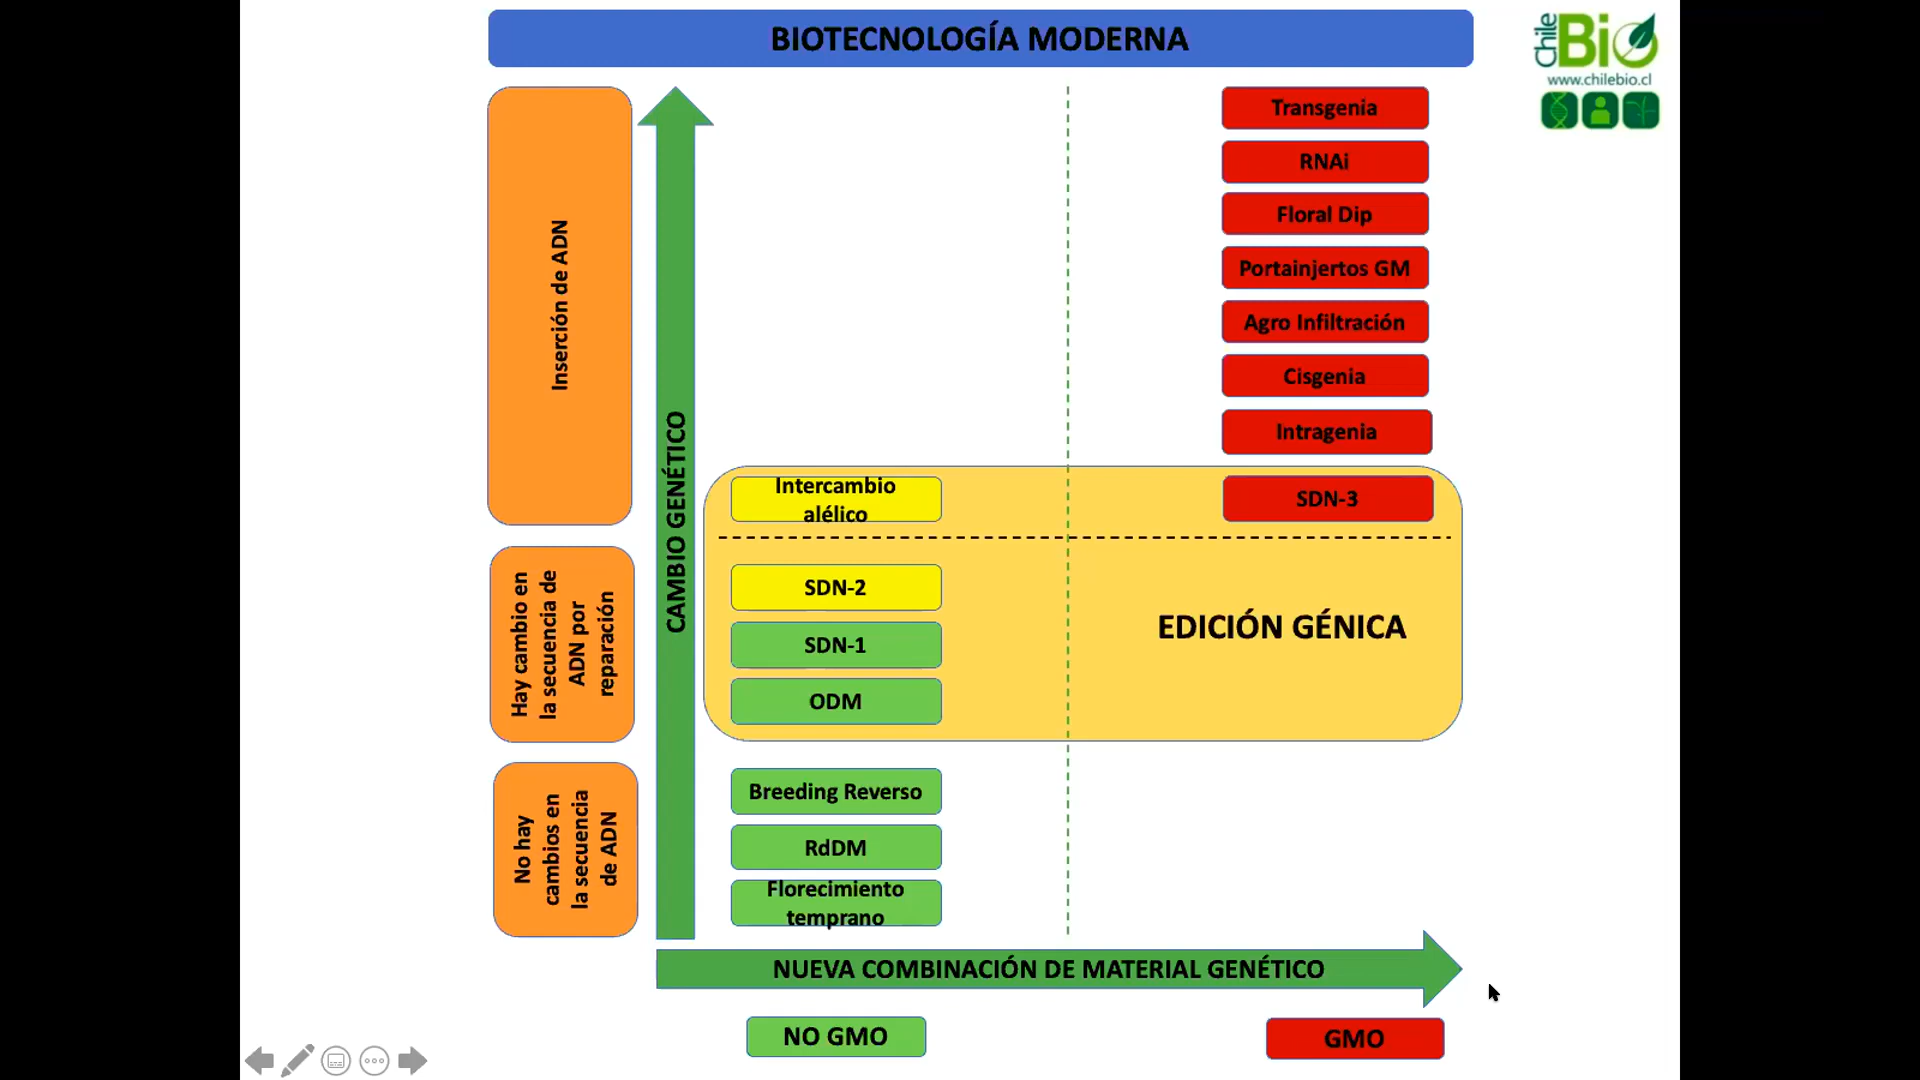 BIOTECNOLOGÍA MODERNA
Chile
Bio
www.chilebio.cl
Inserción de ADN
Hay cambio en
la secuencia de
ADN por
reparación
No hay
cambios en
la secuencia
de ADN
CAMBIO GENÉTICO
Transgenia
RNAi
Floral Dip
Portainjertos GM
Agro Infiltración
Cisgenia
Intragenia
Intercambio
alélico
SDN-3
SDN-2
SDN-1
ODM
EDICIÓN GÉNICA
Breeding Reverso
RdDM
Florecimiento
temprano
NUEVA COMBINACIÓN DE MATERIAL GENÉTICO
NO GMO
GMO